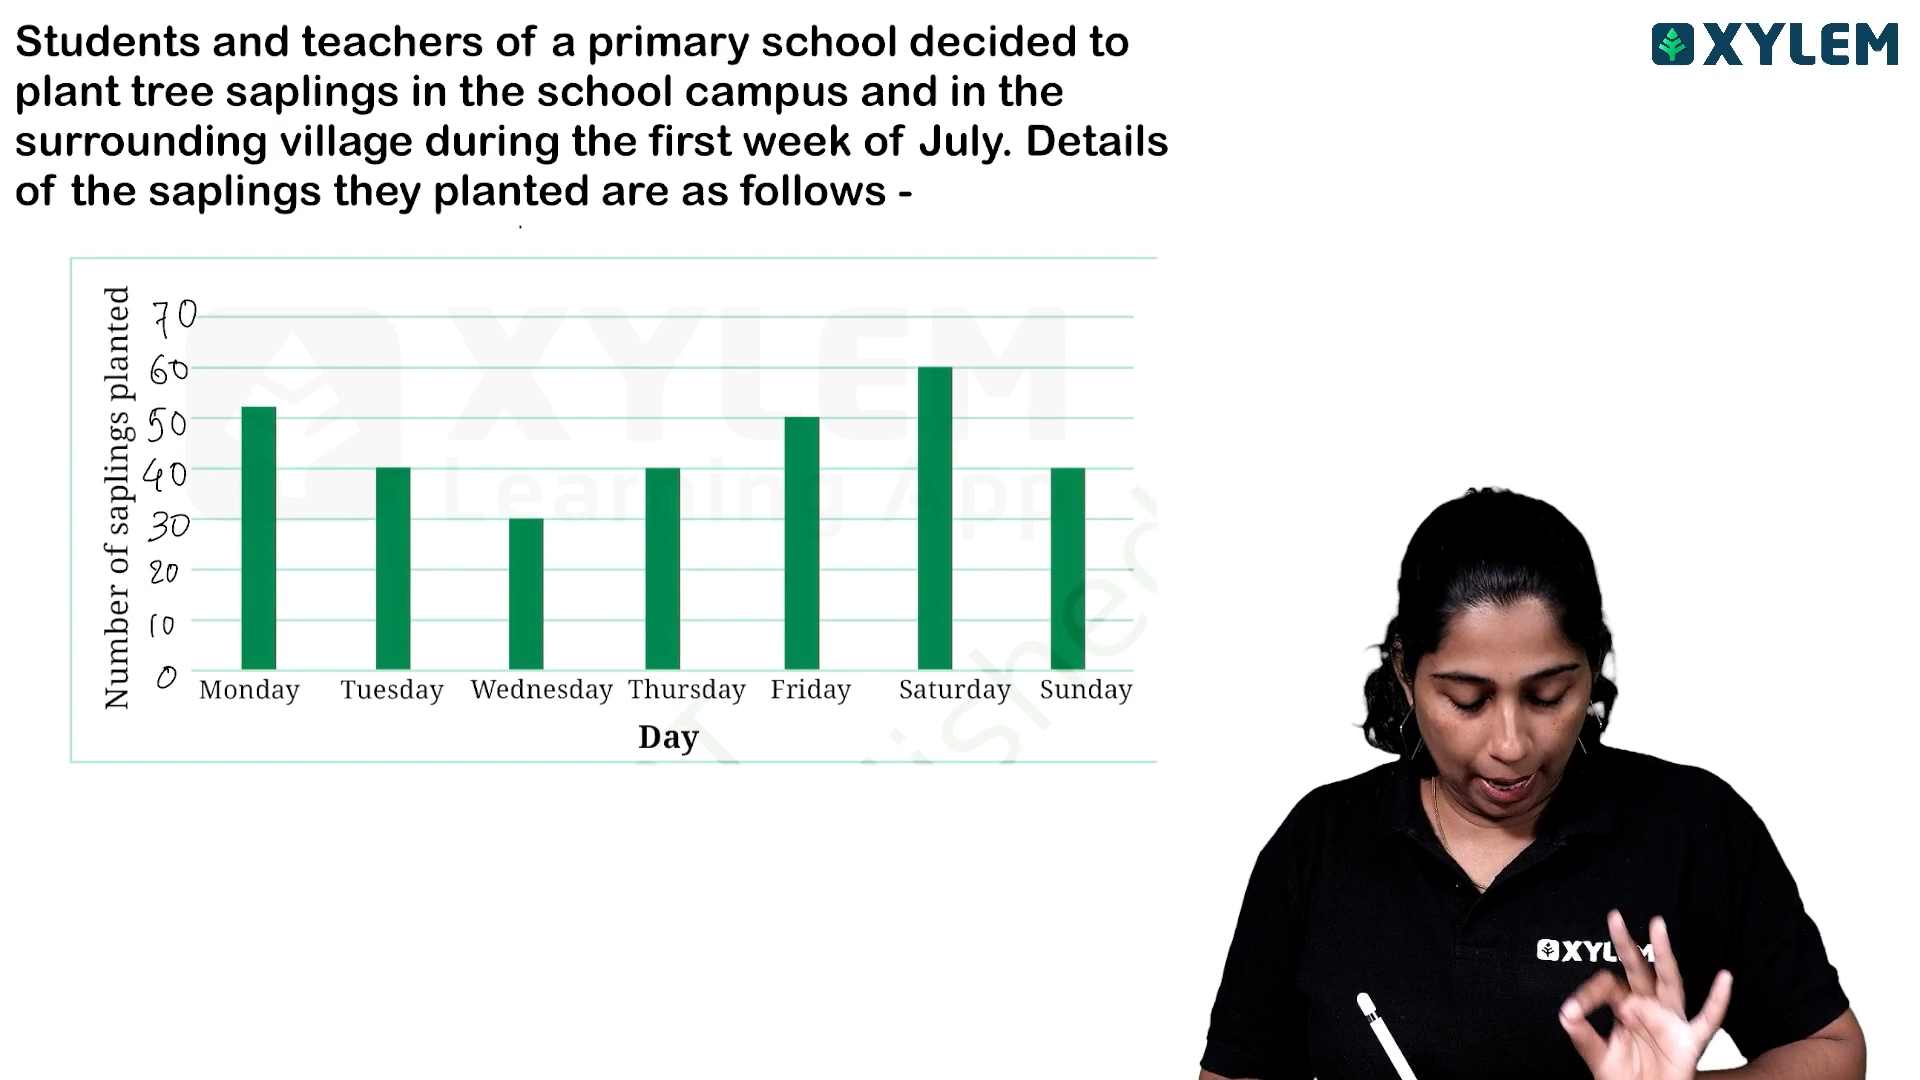 Students and teachers of a primary school decided to
plant tree saplings in the school campus and in the
surrounding village during the first week of July. Details
of the saplings they planted are as follows -
XYLEM
Number of saplings planted
70
60
50
40
30
20
10
0
XYLEM
Learning App
Monday Tuesday Wednesday Thursday Friday Saturday Sunday
Day